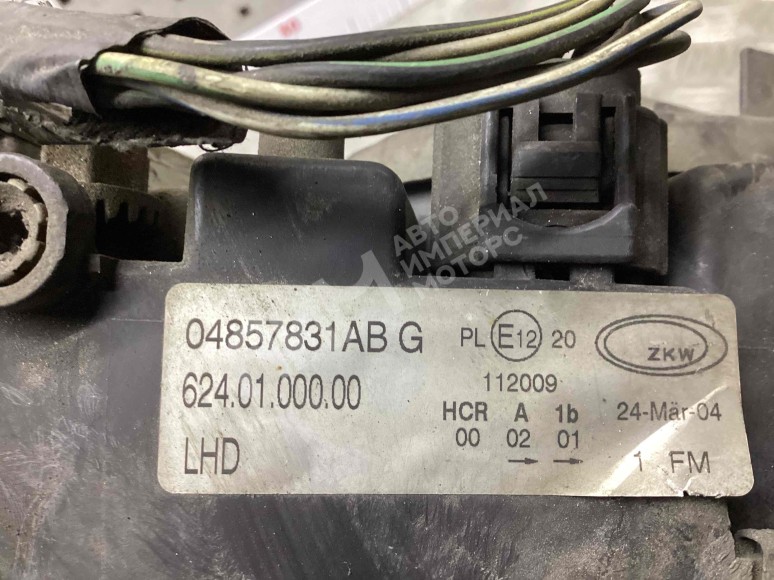 АВТО
ИМПЕРИАЛ
МОТОРС
04857831AB G
PL E12 20
ZKW
624.01.000.00
112009
HCR A 1b
24-Mär-04
00 02 01
LHD
→ →
1 FM